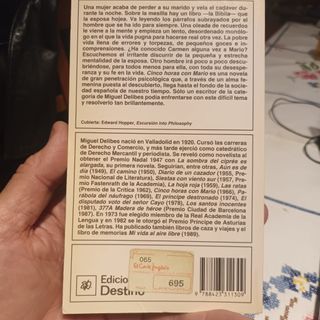 Una mujer acaba de perder a su marido y vela el cadáver
durante la noche. Sobre la mesilla hay un libro —la Biblia— que
la esposa hojea. Va leyendo los párrafos subrayados por el
hombre que se ha ido para siempre. Una oleada de recuerdos
le viene a la mente y empieza un lento, desordenado monólo-
go en el que la vida pugna para hacerse real otra vez. La pobre
vida llena de errores y torpezas, de pequeños goces e in-
comprensiones. ¿Ha conocido Carmen alguna vez a Mario?
Escuchemos el irritante discurrir de la pequeña y estrecha
mentalidad de la esposa. Otro hombre irá poco a poco descu-
briéndose, para todos menos para ella, con toda su desespe-
ranza y su fe en la vida. Cinco horas con Mario es una novela
de gran penetración psicológica que, a través de un alma fe-
menina puesta al descubierto, llega hasta el fondo de la socie-
dad española de nuestro tiempo. Sólo un escritor de la catego-
ría de Miguel Delibes podía enfrentarse con este difícil tema
y resolverlo tan brillantemente.
Cubierta: Edward Hopper, Excursion into Philosophy
Miguel Delibes nació en Valladolid en 1920. Cursó las carreras
de Derecho y Comercio, y más tarde ejerció como catedrático
de Derecho Mercantil y periodista. Se reveló como novelista al
obtener el Premio Nadal 1947 con La sombra del ciprés es
alargada, su primera novela. Seguirían, entre otras, Aún es de
día (1949), El camino (1950), Diario de un cazador (1955, Pre-
mio Nacional de Literatura), Siestas con viento sur (1957, Pre-
mio Fastenrath de la Academia), La hoja roja (1959), Las ratas
(Premio de la Crítica 1962), Cinco horas con Mario (1966), Pa-
rábola del náufrago (1969), El príncipe destronado (1974), El
disputado voto del señor Cayo (1978), Los santos inocentes
(1981), 377A Madera de héroe (Premio Ciudad de Barcelona
1987). En 1973 fue elegido miembro de la Real Academia de la
Lengua y en 1982 se le otorgó el Premio Príncipe de Asturias
de las Letras. Ha publicado también libros de caza y viajes y el
libro de memorias Mi vida al aire libre (1989).
Edicio
Destino
065
El Corte Inglés
695
9 788423 311309